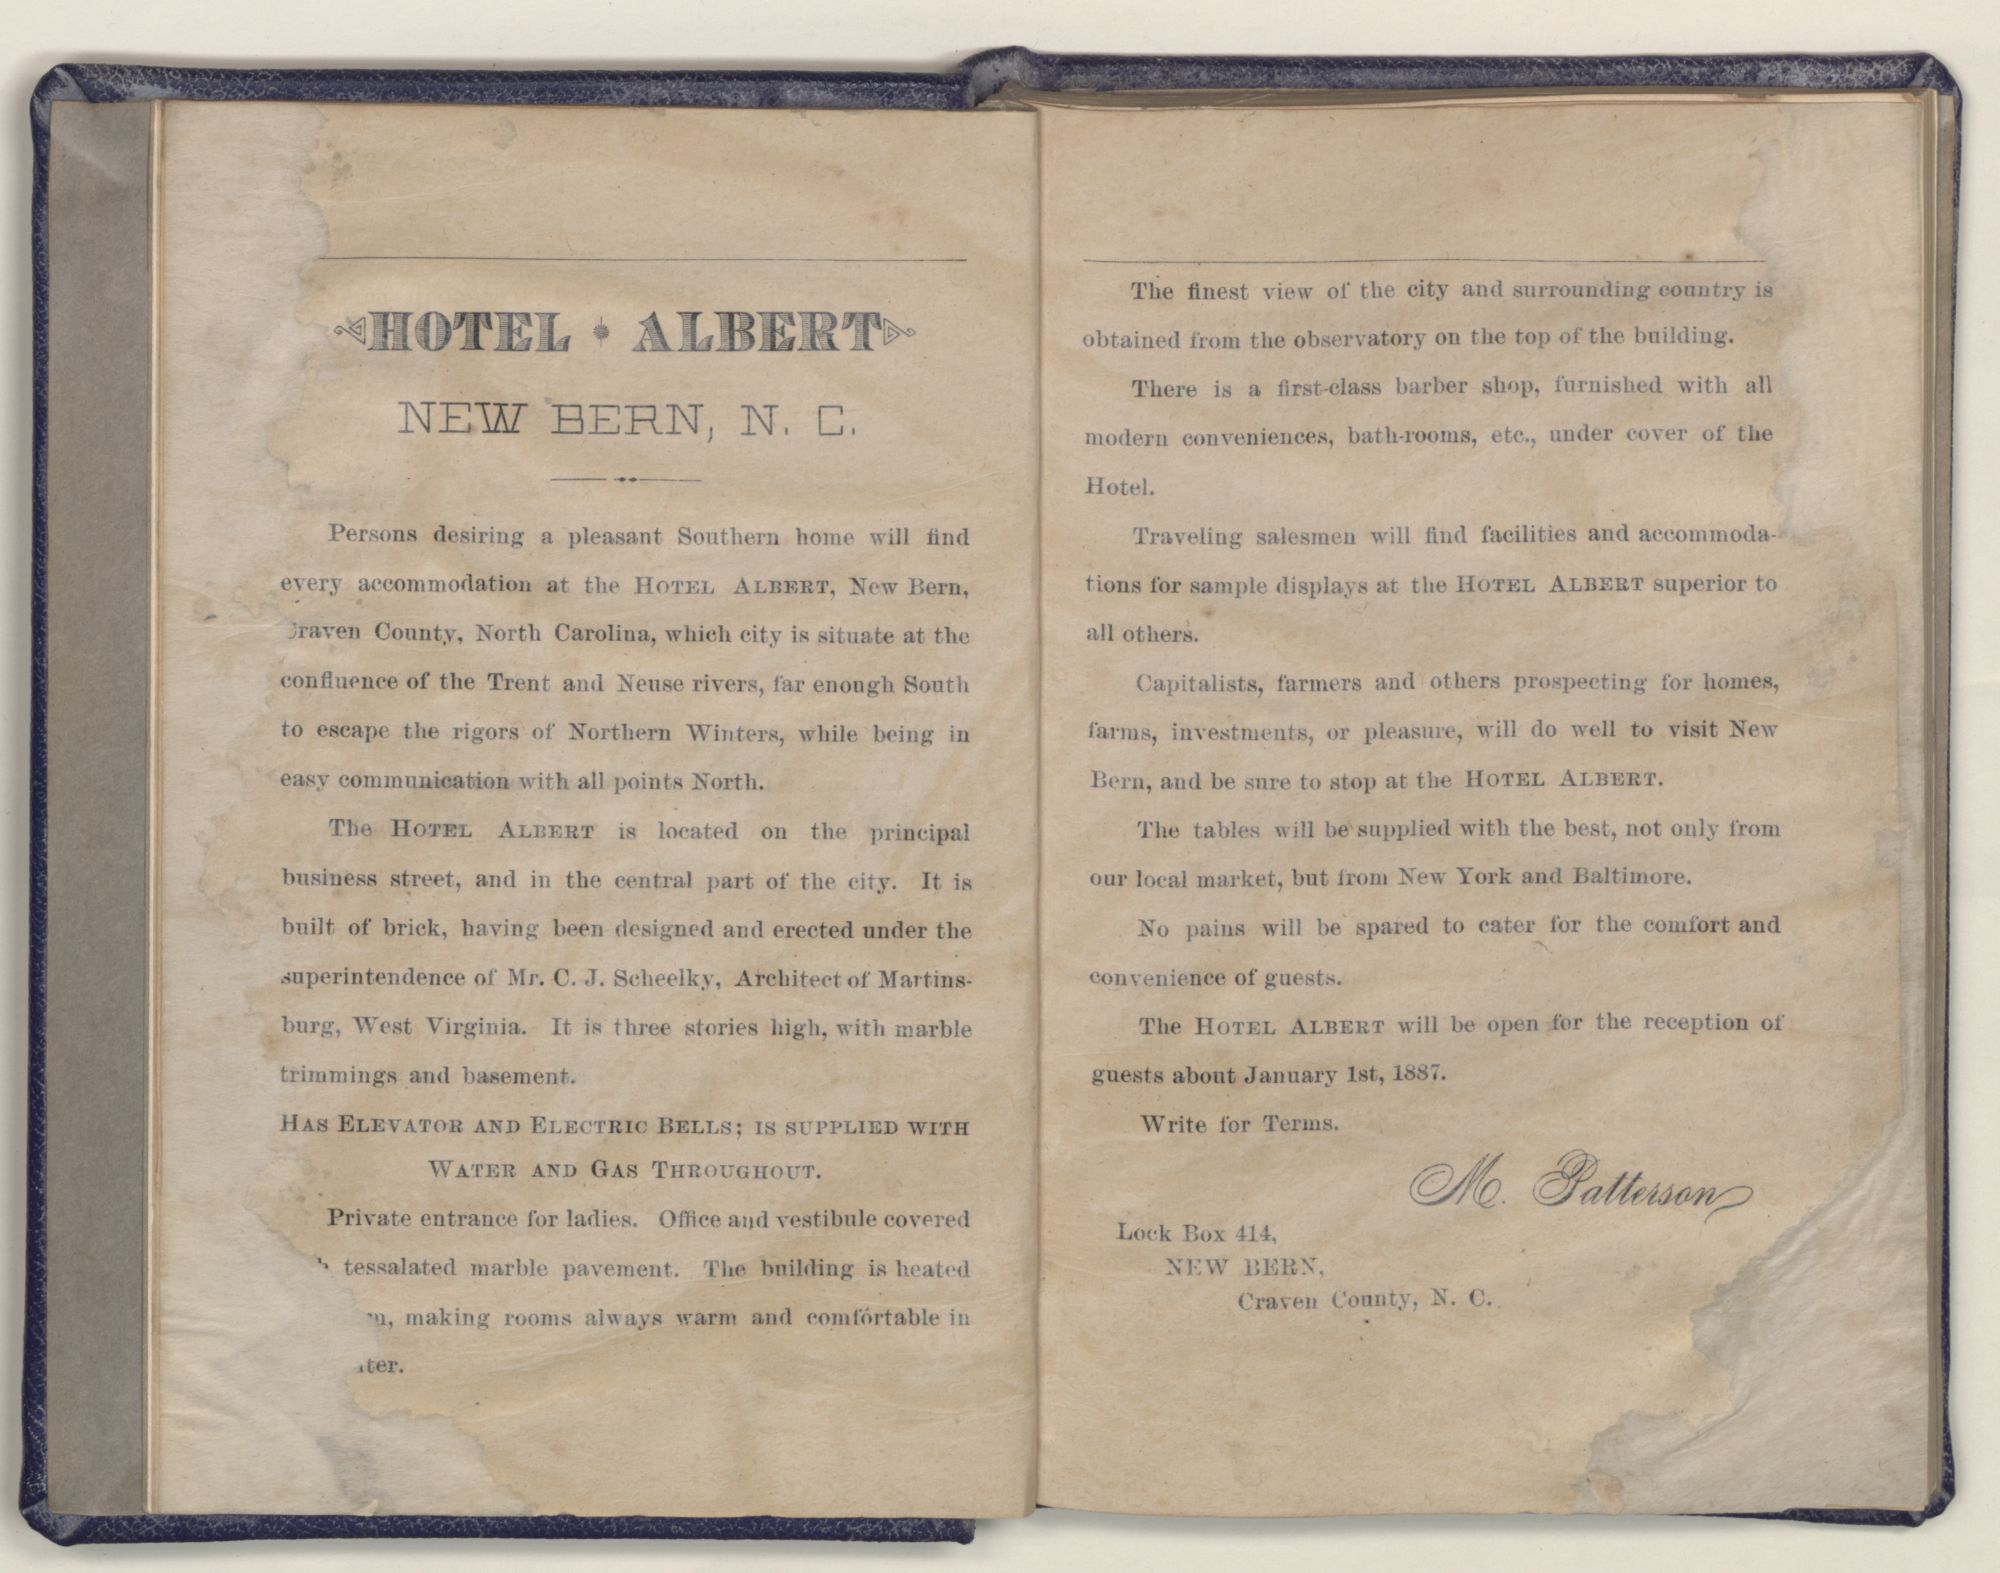 HOTEL ALBERT
NEW BERN, N. C.
Persons desiring a pleasant Southern home will find
every accommodation at the HOTEL ALBERT, New Bern,
raven County, North Carolina, which city is situate at the
confluence of the Trent and Neuse rivers, far enough South
to escape the rigors of Northern Winters, while being in
easy communication with all points North.
The HOTEL ALBERT is located on the principal
business street, and in the central part of the city. It is
built of brick, having been designed and erected under the
superintendence of Mr. C. J. Scheelky, Architect of Martins-
burg, West Virginia. It is three stories high, with marble
trimmings and basement.
HAS ELEVATOR AND ELECTRIC BELLS; IS SUPPLIED WITH
WATER AND GAS THROUGHOUT.
Private entrance for ladies. Office and vestibule covered
tessalated marble pavement. The building is heated
making rooms always warm and comfortable in
The finest view of the city and surrounding country is
obtained from the observatory on the top of the building.
There is a first-class barber shop, furnished with all
modern conveniences, bath-rooms, etc., under cover of the
Hotel.
Traveling salesmen will find facilities and accommoda-
tions for sample displays at the HOTEL ALBERT superior to
all others.
Capitalists, farmers and others prospecting for homes,
farms, investments, or pleasure, will do well to visit New
Bern, and be sure to stop at the HOTEL ALBERT.
The tables will be supplied with the best, not only from
our local market, but from New York and Baltimore.
No pains will be spared to cater for the comfort and
convenience of guests.
The HOTEL ALBERT will be open for the reception of
guests about January 1st, 1887.
Write for Terms.
M. Patterson
Lock Box 414,
NEW BERN,
Craven County, N. C.